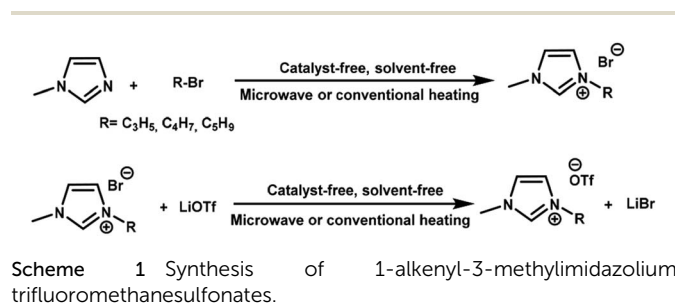 Catalyst-free, solvent-free
Br⊖
N N + R-Br N N⊕ R
Microwave or conventional heating
R= C₃H₅, C₄H₇, C₅H₉
Br⊖ Catalyst-free, solvent-free ⊖OTf
N N⊕ R + LiOTf N N⊕ R + LiBr
Microwave or conventional heating
Scheme 1 Synthesis of 1-alkenyl-3-methylimidazolium
trifluoromethanesulfonates.